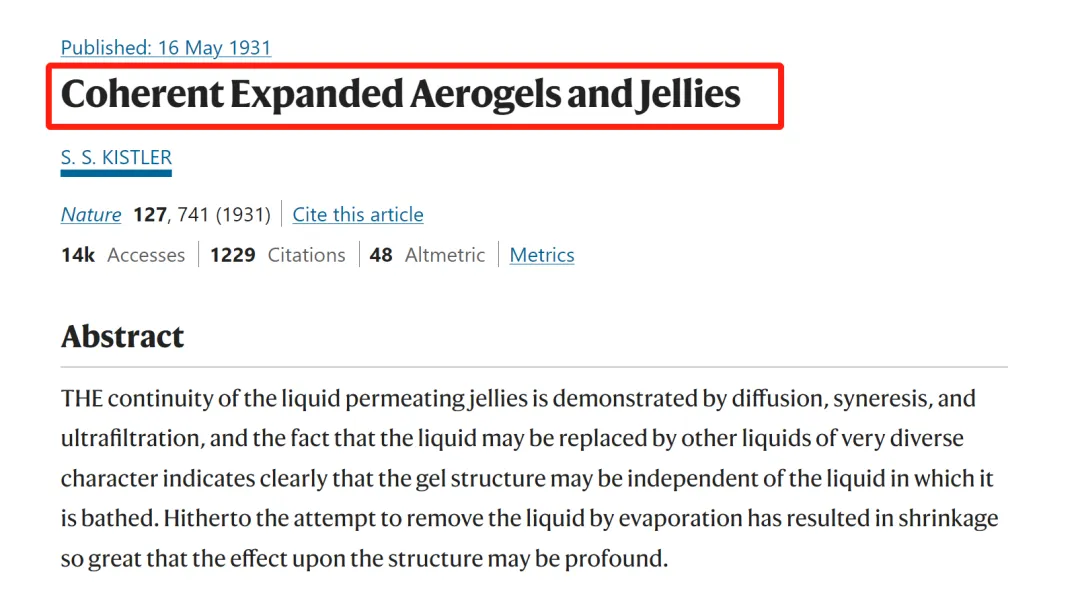 Published: 16 May 1931
Coherent Expanded Aerogels and Jellies
S. S. KISTLER
Nature 127, 741 (1931) | Cite this article
14k Accesses | 1229 Citations | 48 Altmetric | Metrics
Abstract
THE continuity of the liquid permeating jellies is demonstrated by diffusion, syneresis, and
ultrafiltration, and the fact that the liquid may be replaced by other liquids of very diverse
character indicates clearly that the gel structure may be independent of the liquid in which it
is bathed. Hitherto the attempt to remove the liquid by evaporation has resulted in shrinkage
so great that the effect upon the structure may be profound.